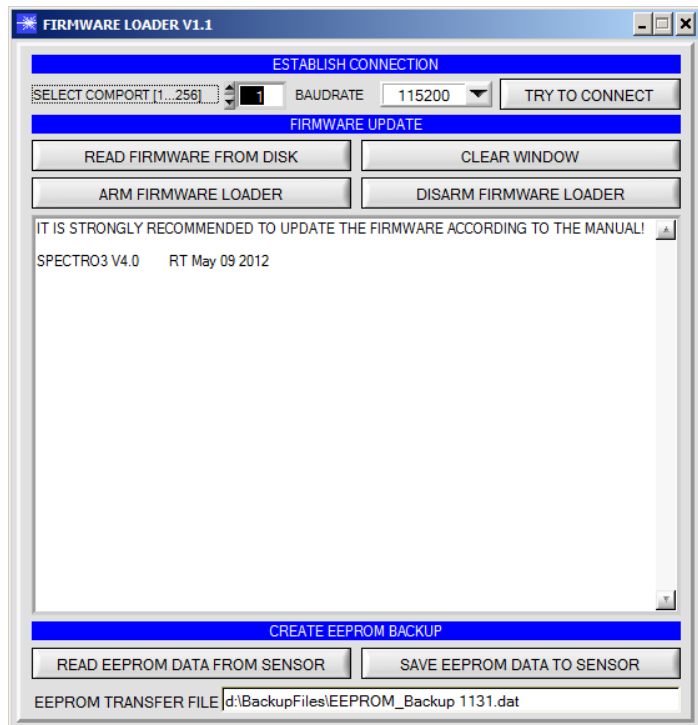 FIRMWARE LOADER V1.1
ESTABLISH CONNECTION
SELECT COMPORT [1...256] 1 BAUDRATE 115200 TRY TO CONNECT
FIRMWARE UPDATE
READ FIRMWARE FROM DISK CLEAR WINDOW
ARM FIRMWARE LOADER DISARM FIRMWARE LOADER
IT IS STRONGLY RECOMMENDED TO UPDATE THE FIRMWARE ACCORDING TO THE MANUAL!
SPECTRO3 V4.0 RT May 09 2012
CREATE EEPROM BACKUP
READ EEPROM DATA FROM SENSOR SAVE EEPROM DATA TO SENSOR
EEPROM TRANSFER FILE d:\BackupFiles\EEPROM_Backup 1131.dat